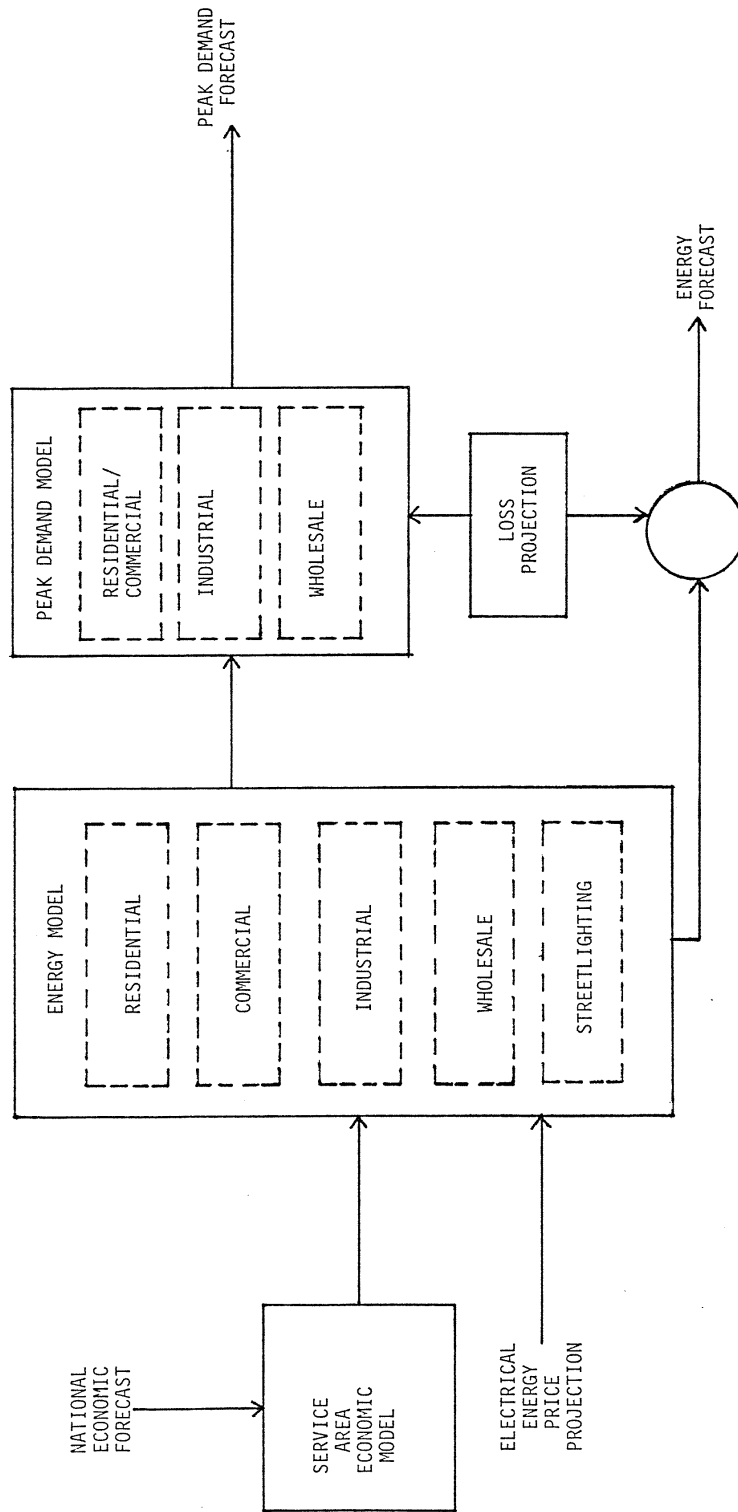 NATIONAL
ECONOMIC
FORECAST
SERVICE
AREA
ECONOMIC
MODEL
ELECTRICAL
ENERGY
PRICE
PROJECTION
ENERGY MODEL
RESIDENTIAL
COMMERCIAL
INDUSTRIAL
WHOLESALE
STREETLIGHTING
PEAK DEMAND MODEL
RESIDENTIAL/
COMMERCIAL
INDUSTRIAL
WHOLESALE
LOSS
PROJECTION
PEAK DEMAND
FORECAST
ENERGY
FORECAST